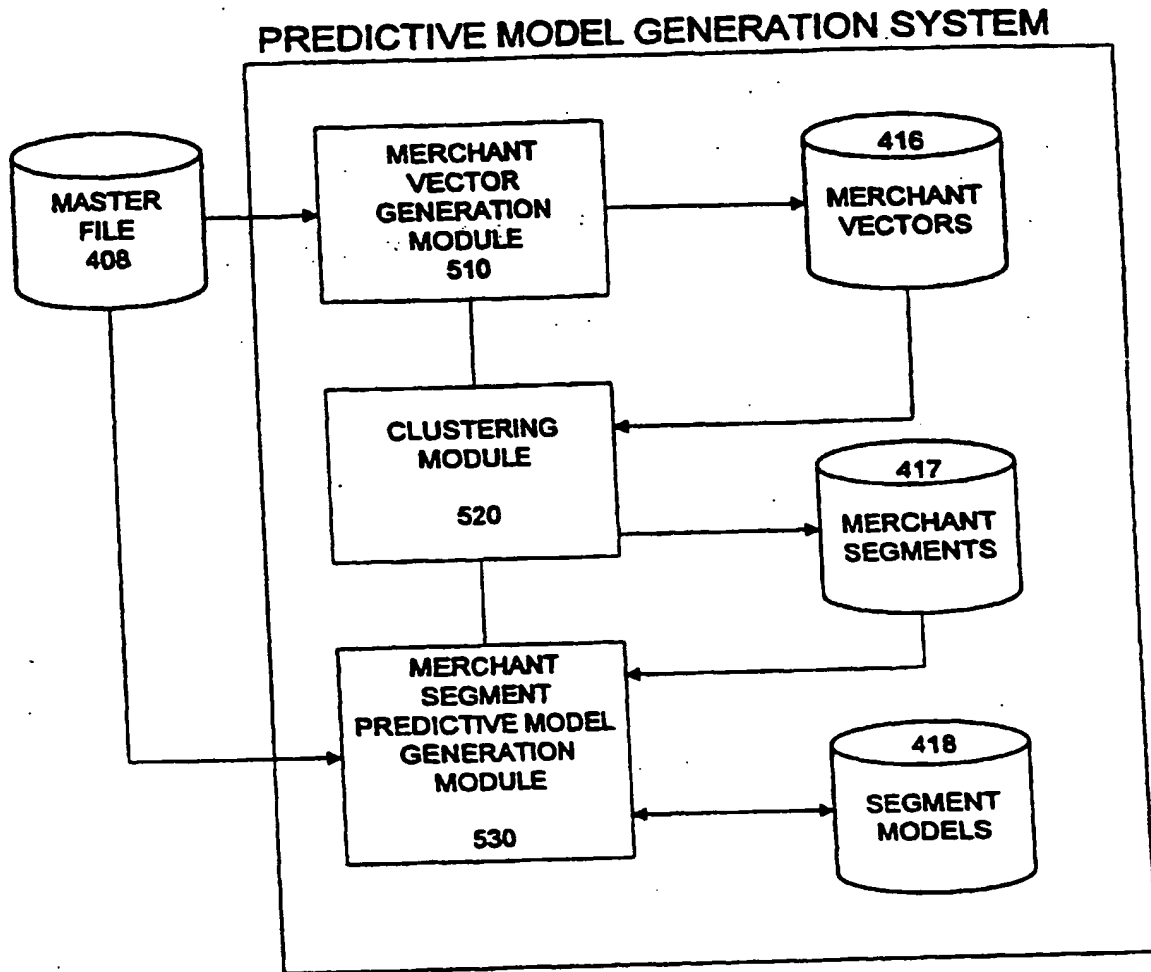 PREDICTIVE MODEL GENERATION SYSTEM
MASTER
FILE
408
MERCHANT
VECTOR
GENERATION
MODULE
510
416
MERCHANT
VECTORS
CLUSTERING
MODULE
520
417
MERCHANT
SEGMENTS
MERCHANT
SEGMENT
PREDICTIVE MODEL
GENERATION
MODULE
530
418
SEGMENT
MODELS